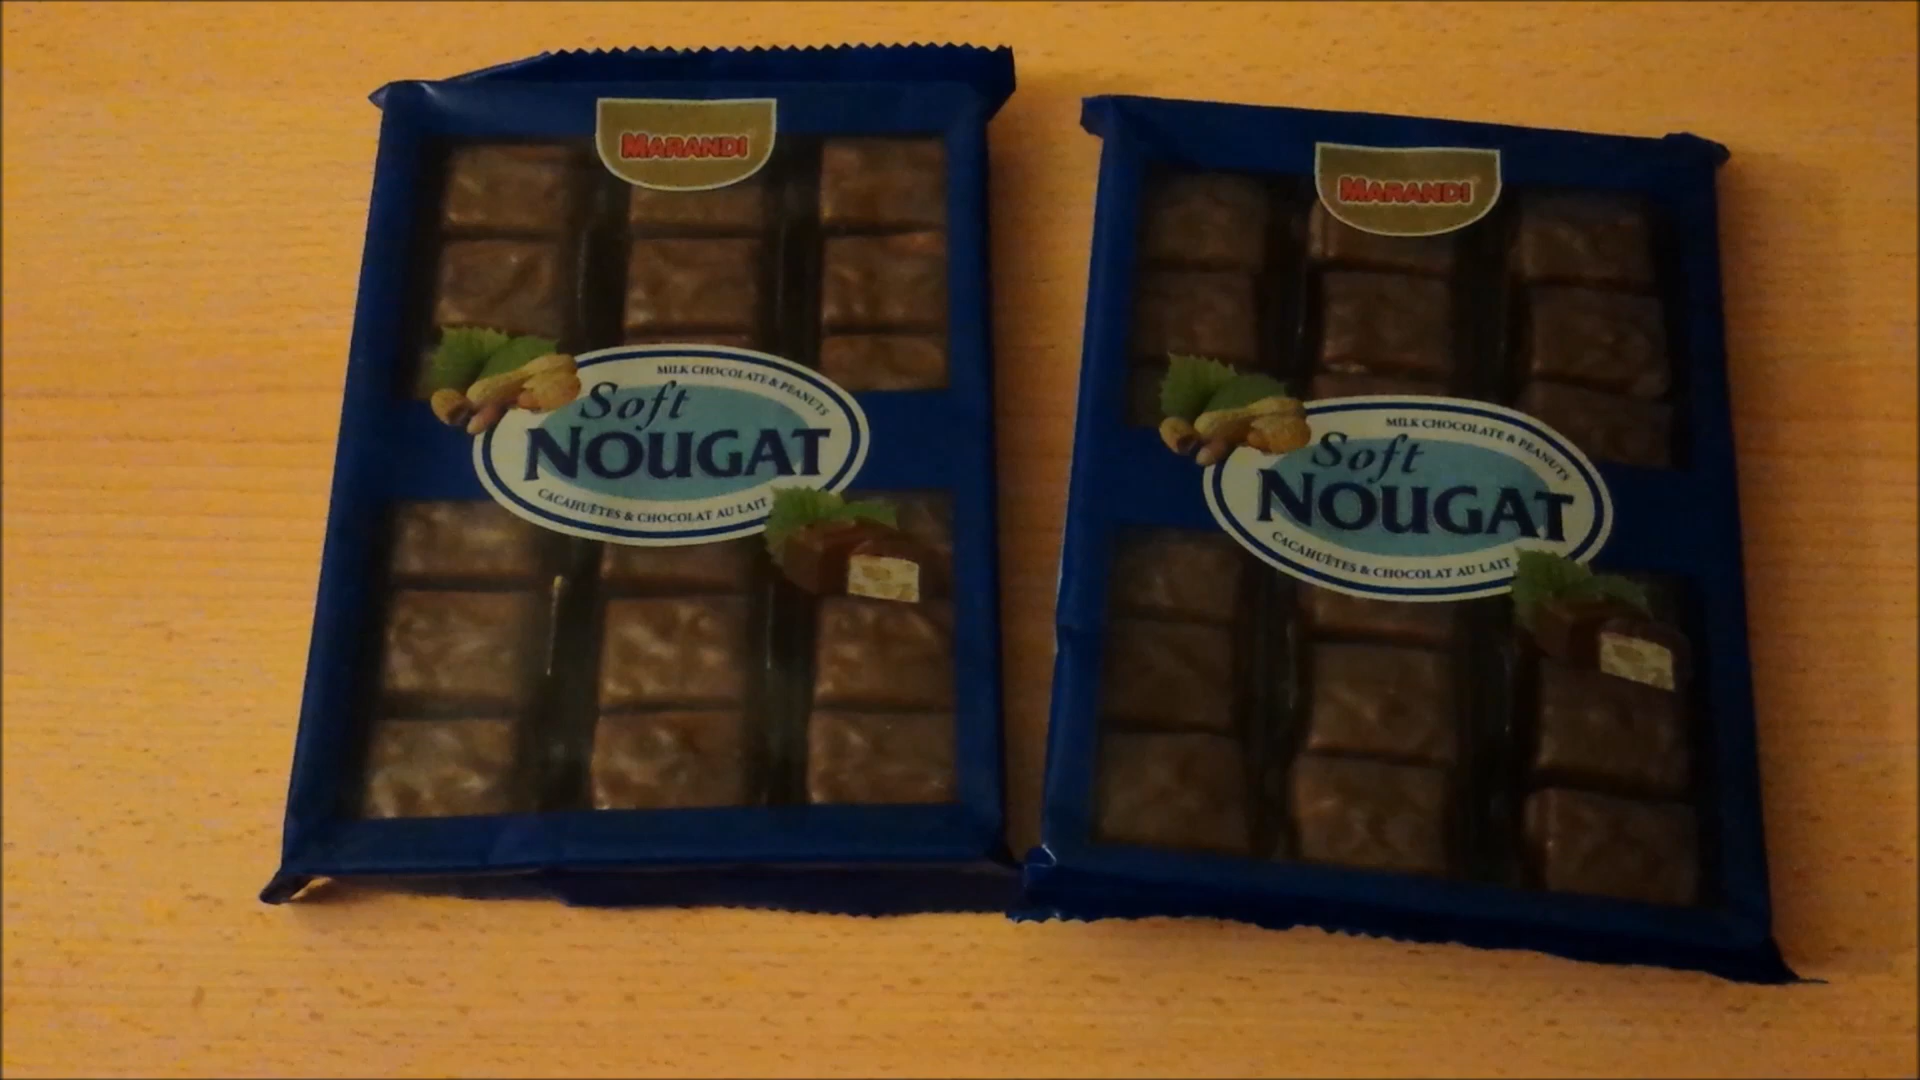 MARANDI
MILK CHOCOLATE & PEANUTS
Soft
NOUGAT
CACAHUÈTES & CHOCOLAT AU LAIT
MARANDI
MILK CHOCOLATE & PEANUTS
Soft
NOUGAT
CACAHUÈTES & CHOCOLAT AU LAIT